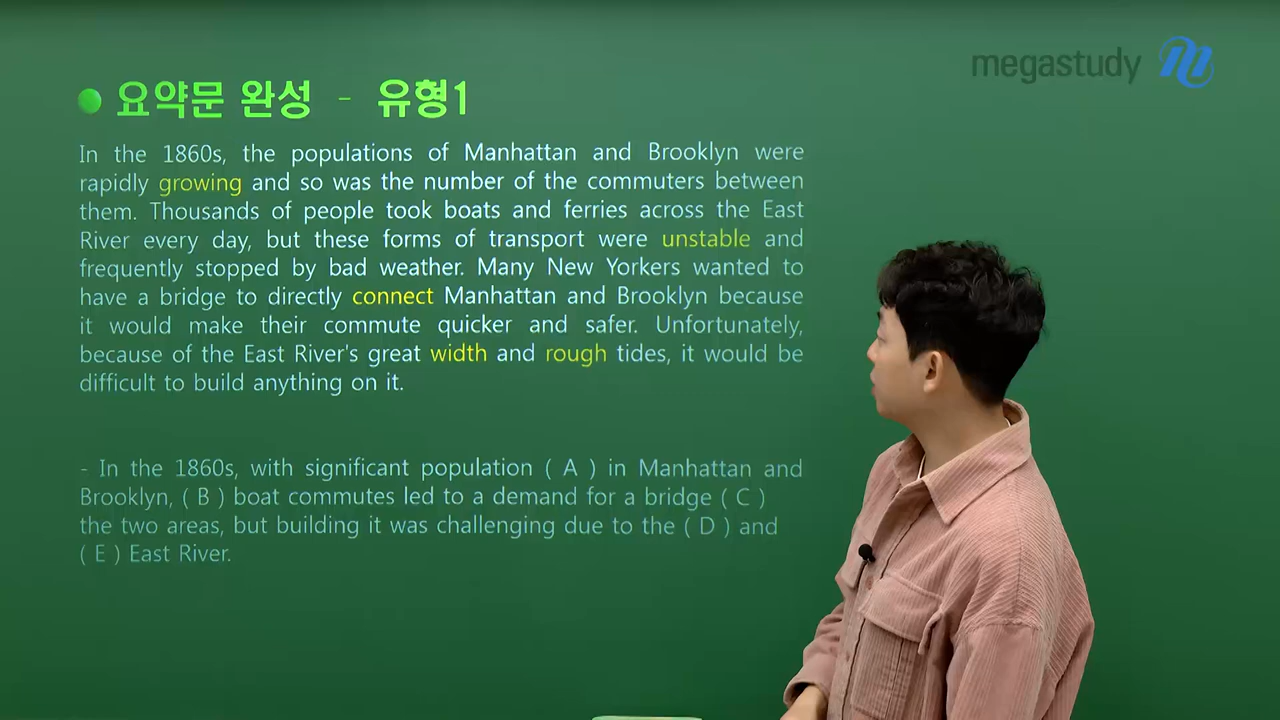 megastudy
● 요약문 완성 - 유형1
In the 1860s, the populations of Manhattan and Brooklyn were
rapidly growing and so was the number of the commuters between
them. Thousands of people took boats and ferries across the East
River every day, but these forms of transport were unstable and
frequently stopped by bad weather. Many New Yorkers wanted to
have a bridge to directly connect Manhattan and Brooklyn because
it would make their commute quicker and safer. Unfortunately,
because of the East River's great width and rough tides, it would be
difficult to build anything on it.
- In the 1860s, with significant population ( A ) in Manhattan and
Brooklyn, ( B ) boat commutes led to a demand for a bridge ( C )
the two areas, but building it was challenging due to the ( D ) and
( E ) East River.